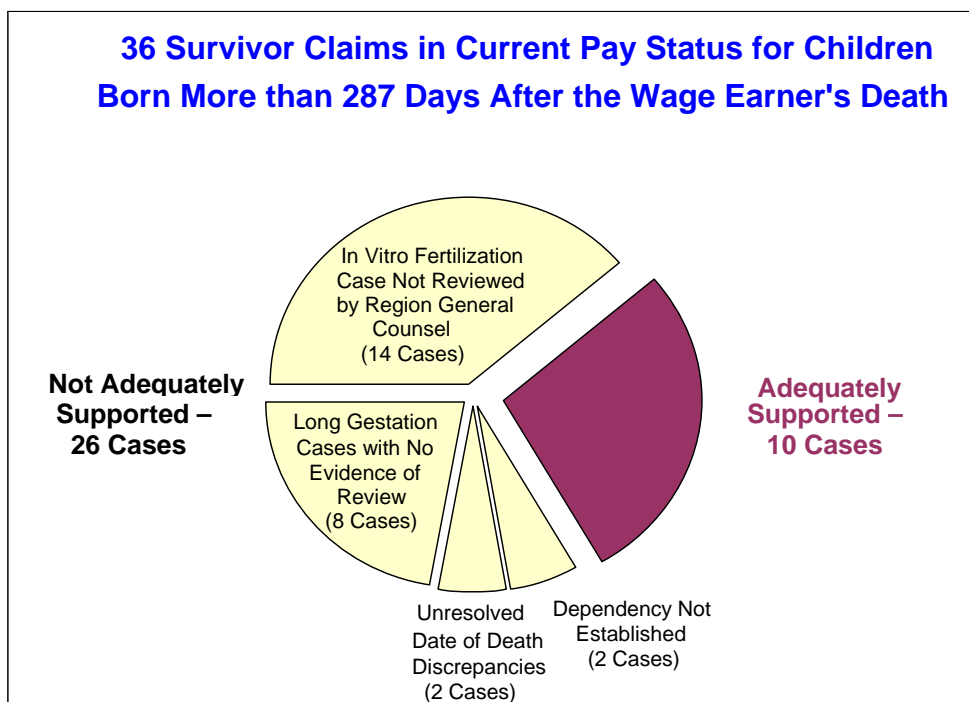 36 Survivor Claims in Current Pay Status for Children
Born More than 287 Days After the Wage Earner's Death
In Vitro Fertilization
Case Not Reviewed
by Region General
Counsel
(14 Cases)
Not Adequately
Supported –
26 Cases
Adequately
Supported –
10 Cases
Long Gestation
Cases with No
Evidence of
Review
(8 Cases)
Unresolved
Date of Death
Discrepancies
(2 Cases)
Dependency Not
Established
(2 Cases)